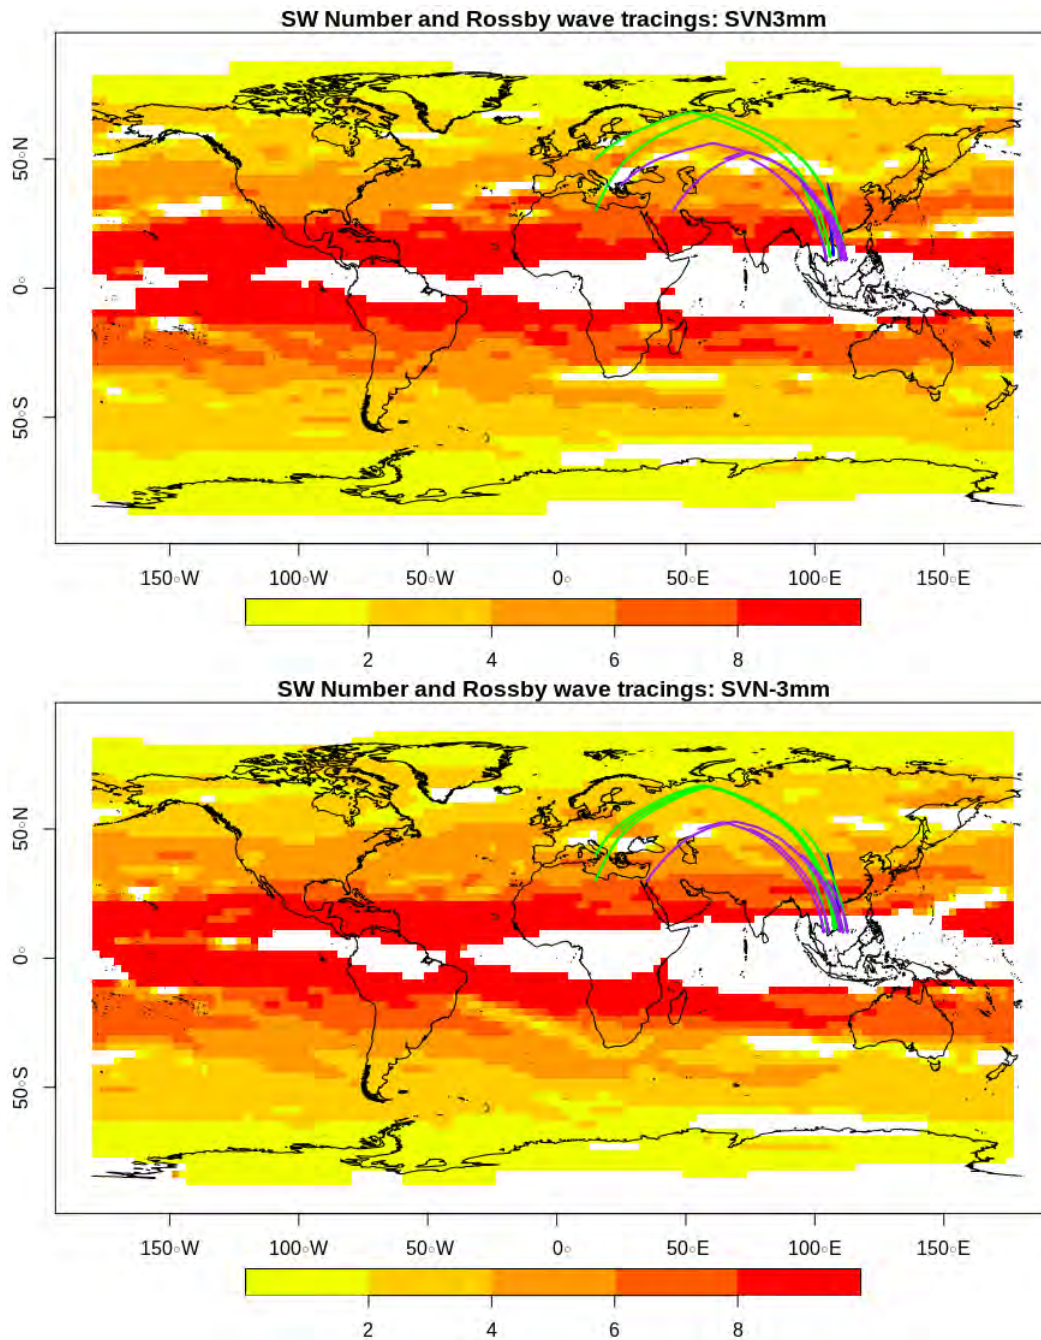 SW Number and Rossby wave tracings: SVN3mm
50◦N
0◦
50◦S
150◦W 100◦W 50◦W 0◦ 50◦E 100◦E 150◦E
2 4 6 8
SW Number and Rossby wave tracings: SVN-3mm
50◦N
0◦
50◦S
150◦W 100◦W 50◦W 0◦ 50◦E 100◦E 150◦E
2 4 6 8